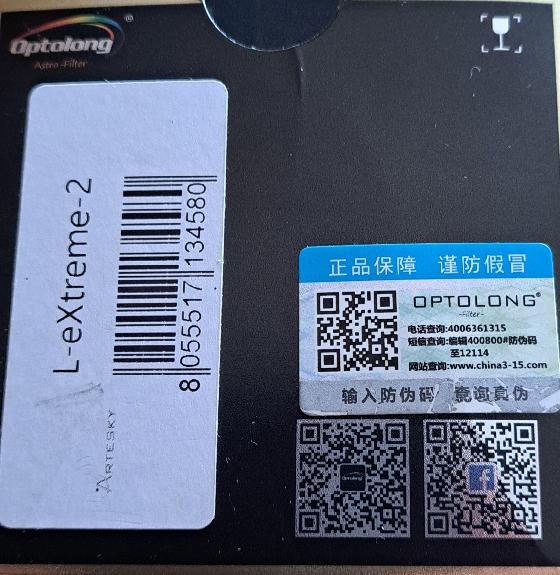 Optolong®
Astro-Filter
L-eXtreme-2
8 055517 134580
ARTESKY
正品保障 谨防假冒
OPTOLONG®
-filter-
电话查询:4006361315
短信查询:编辑400800#防伪码
至12114
网站查询:www.china3-15.com
输入防伪码 查询真伪
Optolong
f